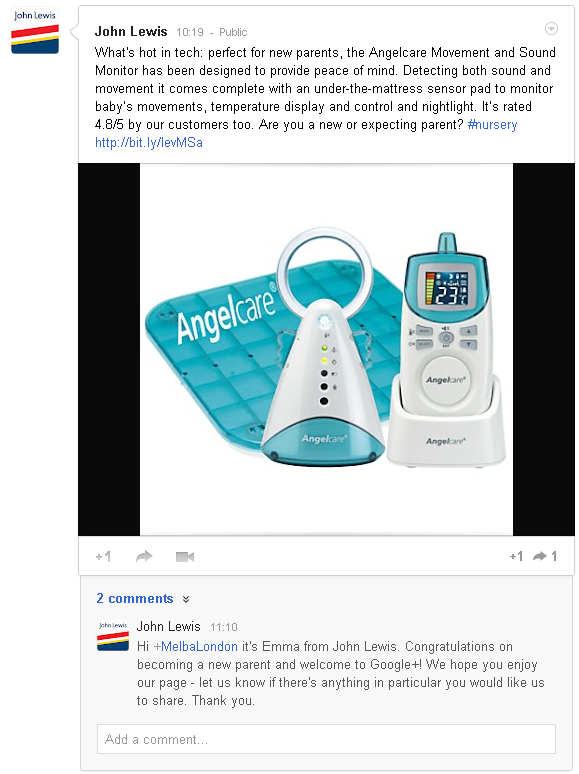 John Lewis
John Lewis 10:19 - Public
What's hot in tech: perfect for new parents, the Angelcare Movement and Sound
Monitor has been designed to provide peace of mind. Detecting both sound and
movement it comes complete with an under-the-mattress sensor pad to monitor
baby's movements, temperature display and control and nightlight. It's rated
4.8/5 by our customers too. Are you a new or expecting parent? #nursery
http://bit.ly/IevMSa
Angelcare®
23
Angelcare®
Angelcare®
Angelcare®
+1
+1 1
2 comments
John Lewis
John Lewis 11:10
Hi +MelbaLondon it's Emma from John Lewis. Congratulations on
becoming a new parent and welcome to Google+! We hope you enjoy
our page - let us know if there's anything in particular you would like us
to share. Thank you.
Add a comment...